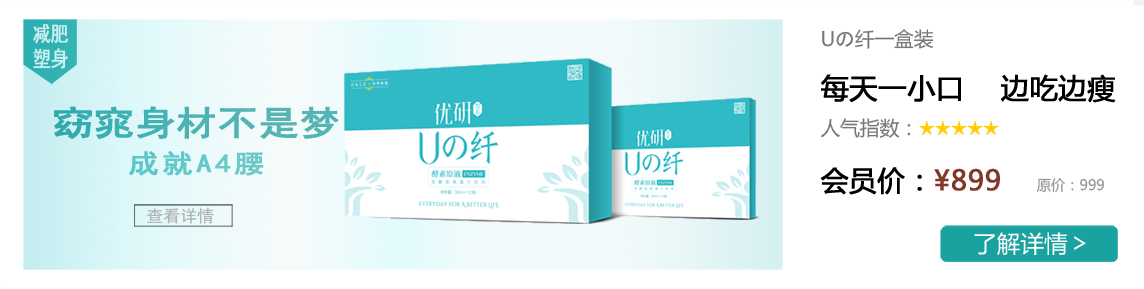 减肥
塑身
窈窕身材不是梦
成就A4腰
查看详情
优研
Uの纤
酵素原液 ENZYME
EVERYDAY FOR A BETTER LIFE
优研
Uの纤
酵素原液 ENZYME
EVERYDAY FOR A BETTER LIFE
Uの纤一盒装
每天一小口 边吃边瘦
人气指数：★★★★★
会员价：¥899 原价：999
了解详情 >